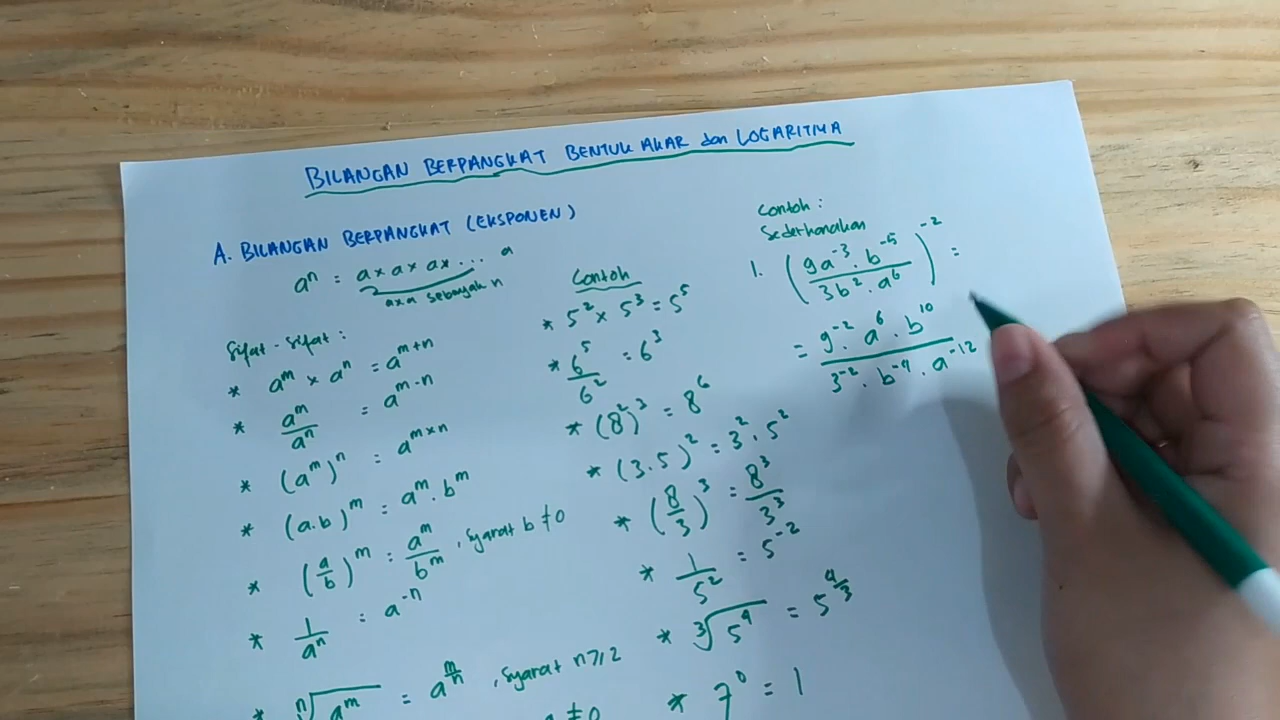 BILANGAN BERPANGKAT BENTUK AKAR dan LOGARITMA
A. BILANGAN BERPANGKAT (EKSPONEN)
aⁿ = a × a × a × ... a
a×a sebanyak n
Sifat-sifat :
* aᵐ × aⁿ = aᵐ⁺ⁿ
* aᵐ/aⁿ = aᵐ⁻ⁿ
* (aᵐ)ⁿ = aᵐˣⁿ
* (a.b)ᵐ = aᵐ . bᵐ
* (a/b)ᵐ = aᵐ/bᵐ , syarat b ≠ 0
* 1/aⁿ = a⁻ⁿ
* ⁿ√aᵐ = a^(m/n) , syarat n ≥ 2
≠ 0
Contoh
* 5² × 5³ = 5⁵
* 6⁵/6² = 6³
* (8²)³ = 8⁶
* (3.5)² = 3² . 5²
* (8/3)³ = 8³/3³
* 1/5² = 5⁻²
* ³√5⁴ = 5^(4/3)
* 7⁰ = 1
Contoh :
Sederhanakan
1. (9a⁻³ . b⁻⁵ / 3b² . a⁶)⁻² =
= 9⁻² . a⁶ . b¹⁰ / 3⁻² . b⁻⁴ . a⁻¹²